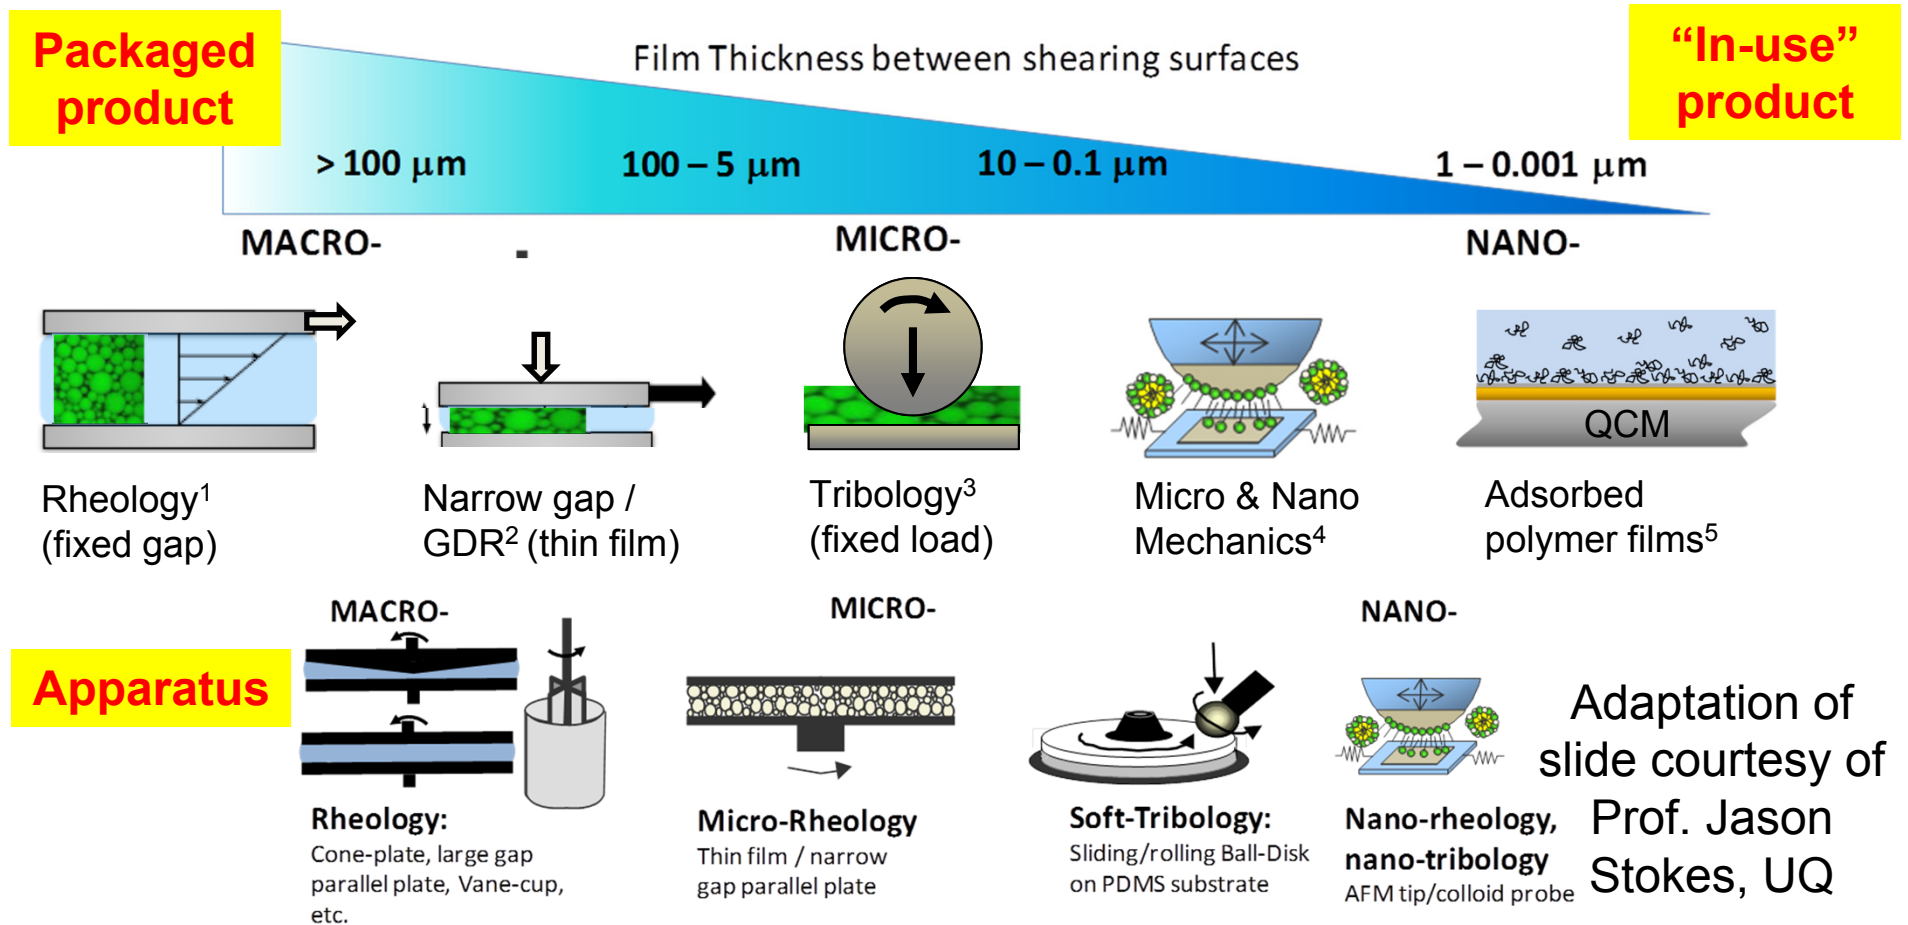 Packaged
product
Film Thickness between shearing surfaces
“In-use”
product
> 100 μm
100 – 5 μm
10 – 0.1 μm
1 – 0.001 μm
MACRO-
-
MICRO-
NANO-
QCM
Rheology¹
(fixed gap)
Narrow gap /
GDR² (thin film)
Tribology³
(fixed load)
Micro & Nano
Mechanics⁴
Adsorbed
polymer films⁵
MACRO-
MICRO-
NANO-
Apparatus
Rheology:
Cone-plate, large gap
parallel plate, Vane-cup,
etc.
Micro-Rheology
Thin film / narrow
gap parallel plate
Soft-Tribology:
Sliding/rolling Ball-Disk
on PDMS substrate
Nano-rheology,
nano-tribology
AFM tip/colloid probe
Adaptation of
slide courtesy of
Prof. Jason
Stokes, UQ